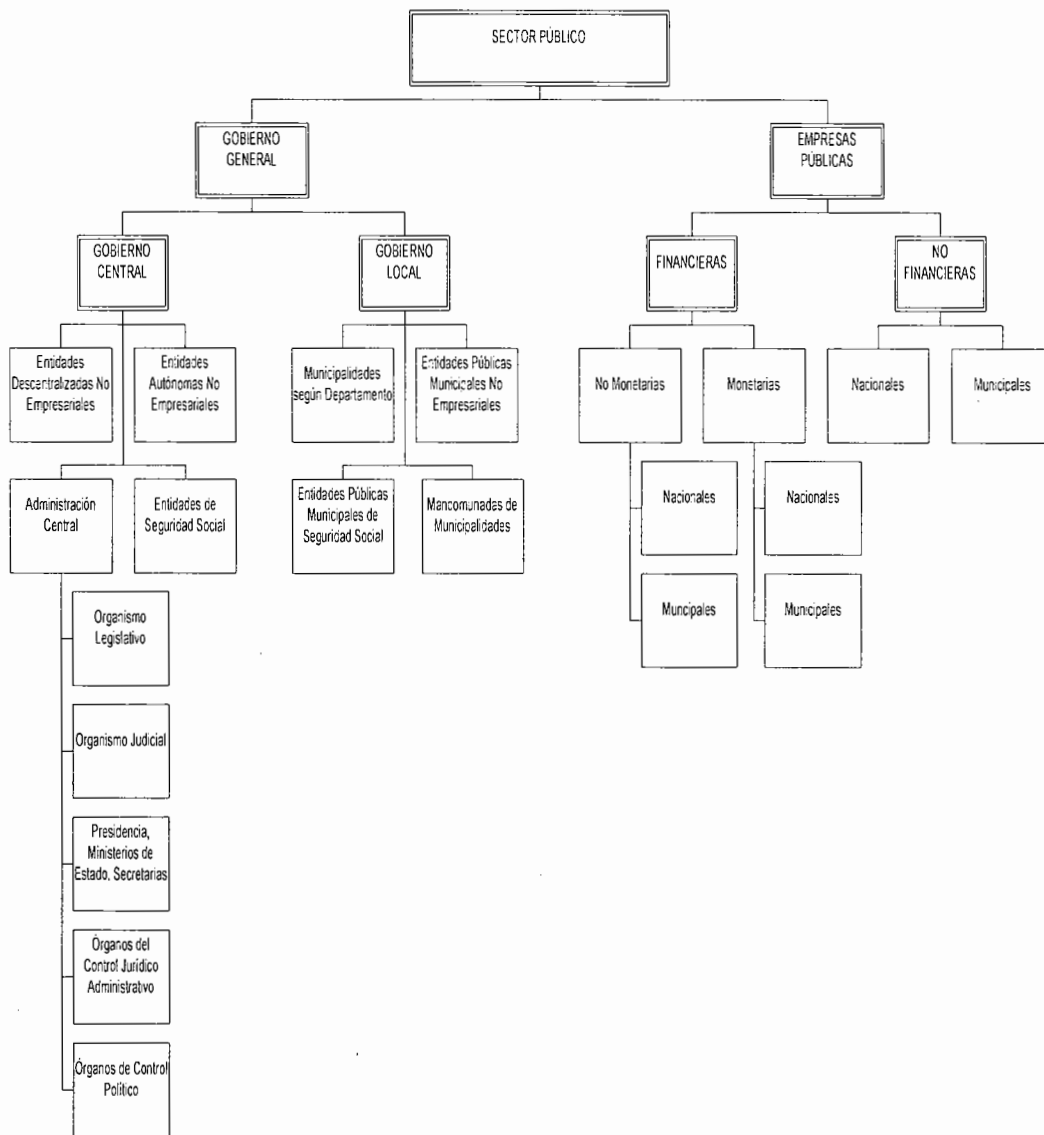 SECTOR PÚBLICO
GOBIERNO
GENERAL
EMPRESAS
PÚBLICAS
GOBIERNO
CENTRAL
GOBIERNO
LOCAL
FINANCIERAS
NO
FINANCIERAS
Entidades
Descentralizadas No
Empresariales
Entidades
Autónomas No
Empresariales
Municipalidades
según Departamento
Entidades Públicas
Municipales No
Empresariales
No Monetarias
Monetarias
Nacionales
Municipales
Administración
Central
Entidades de
Seguridad Social
Entidades Públicas
Municipales de
Seguridad Social
Mancomunadas de
Municipalidades
Nacionales
Nacionales
Muncipales
Municipales
Organismo
Legislativo
Organismo Judicial
Presidencia,
Ministerios de
Estado, Secretarias
Órganos del
Control Jurídico
Administrativo
Órganos de Control
Político